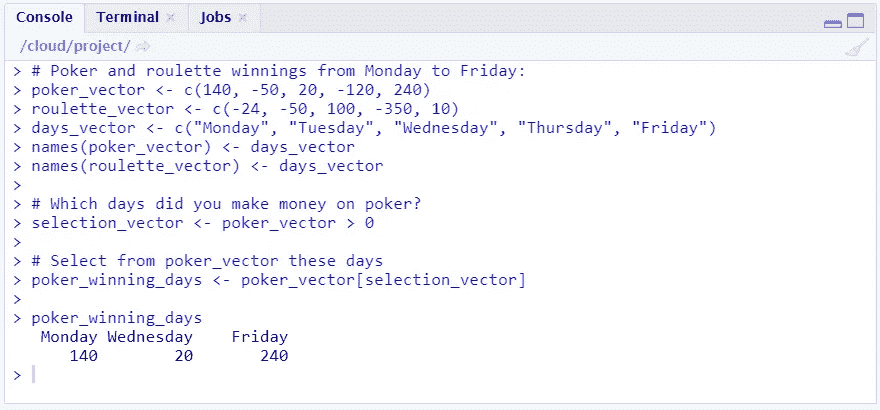 Console Terminal × Jobs ×
/cloud/project/
> # Poker and roulette winnings from Monday to Friday:
> poker_vector <- c(140, -50, 20, -120, 240)
> roulette_vector <- c(-24, -50, 100, -350, 10)
> days_vector <- c("Monday", "Tuesday", "Wednesday", "Thursday", "Friday")
> names(poker_vector) <- days_vector
> names(roulette_vector) <- days_vector
>
> # Which days did you make money on poker?
> selection_vector <- poker_vector > 0
>
> # Select from poker_vector these days
> poker_winning_days <- poker_vector[selection_vector]
>
> poker_winning_days
   Monday Wednesday    Friday
      140        20       240
>